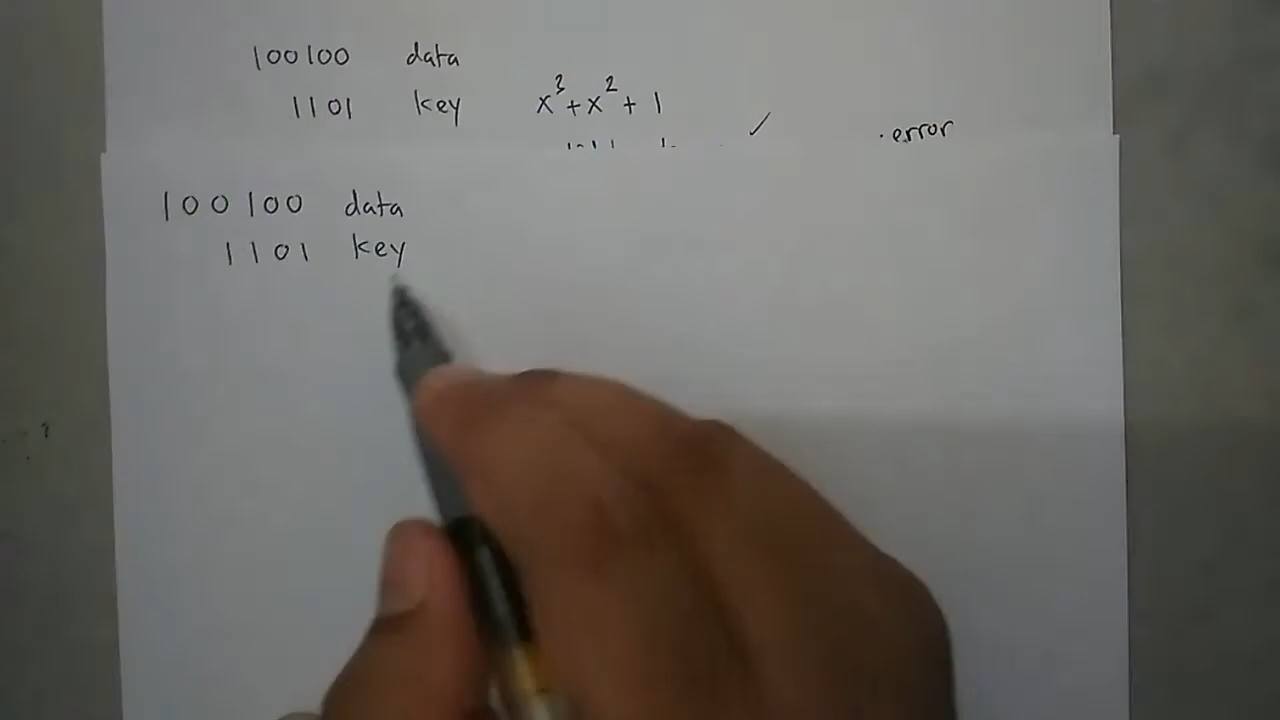 100100 data
1101 key x³+x²+ 1
✓ .error
100100 data
1101 key